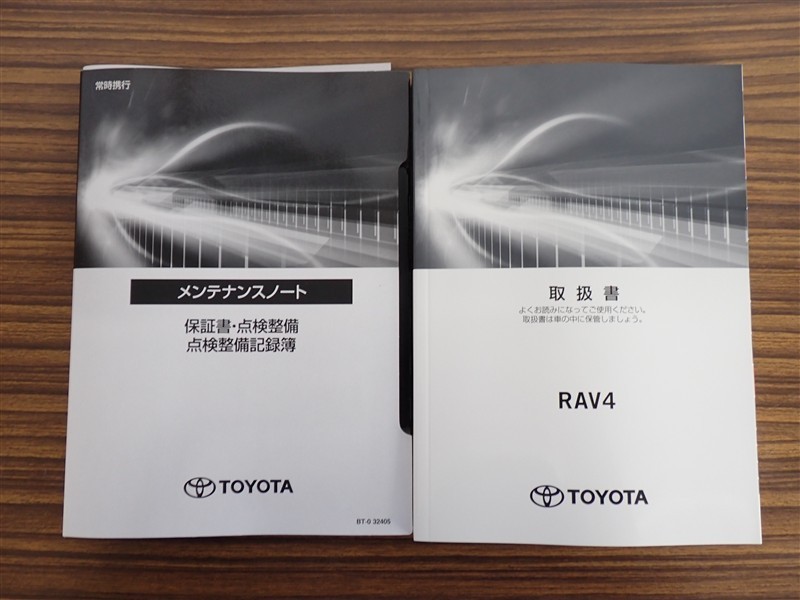 常時携行
メンテナンスノート
保証書・点検整備
点検整備記録簿
TOYOTA
BT-0 32405
取扱書
よくお読みになってご使用ください。
取扱書は車の中に保管しましょう。
RAV4
TOYOTA